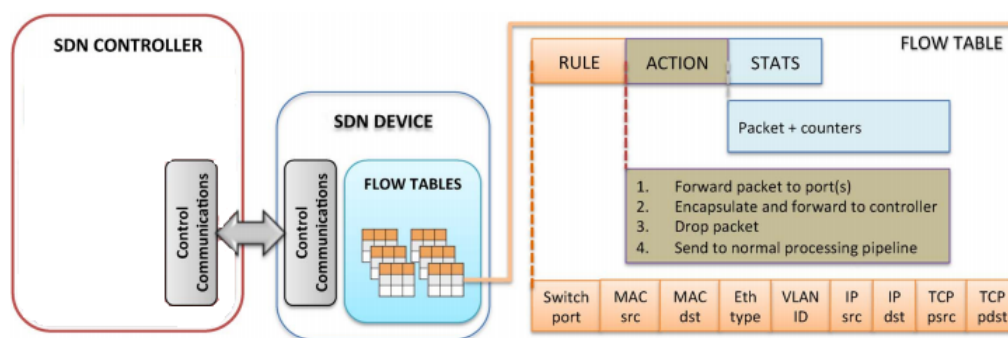 SDN CONTROLLER
Control
Communications
SDN DEVICE
Control
Communications
FLOW TABLES
FLOW TABLE
RULE
ACTION
STATS
Packet + counters
1. Forward packet to port(s)
2. Encapsulate and forward to controller
3. Drop packet
4. Send to normal processing pipeline
Switch port
MAC src
MAC dst
Eth type
VLAN ID
IP src
IP dst
TCP psrc
TCP pdst